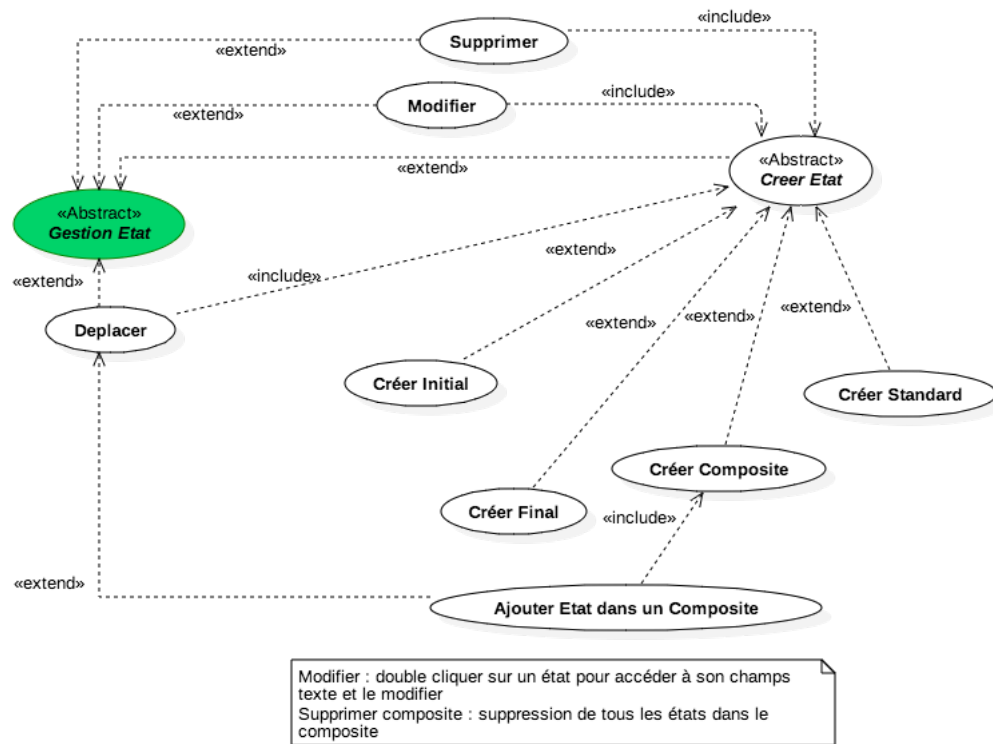 «include»
Supprimer
«extend»
«include»
Modifier
«extend»
«Abstract»
Creer Etat
«extend»
«Abstract»
Gestion Etat
«extend»
«include»
«extend»
«extend»
«extend»
«extend»
Deplacer
Créer Initial
Créer Standard
Créer Composite
Créer Final
«include»
«extend»
Ajouter Etat dans un Composite
Modifier : double cliquer sur un état pour accéder à son champs
texte et le modifier
Supprimer composite : suppression de tous les états dans le
composite